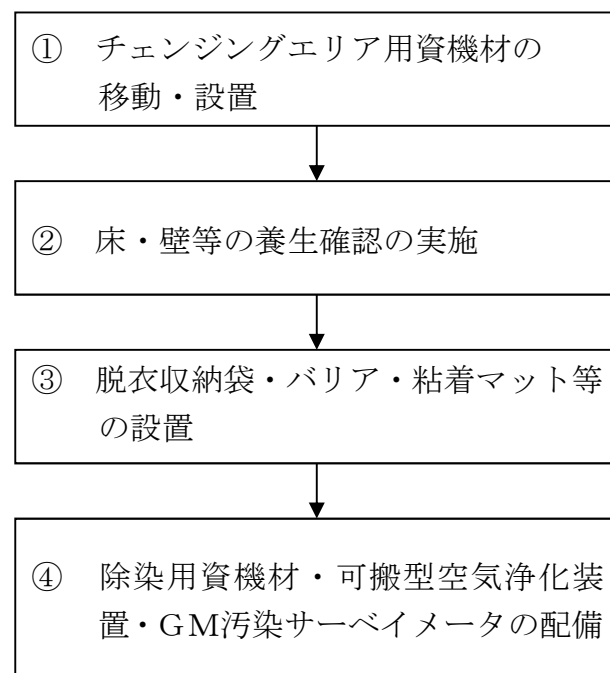 ① チェンジングエリア用資機材の
移動・設置
② 床・壁等の養生確認の実施
③ 脱衣収納袋・バリア・粘着マット等
の設置
④ 除染用資機材・可搬型空気浄化装
置・GM汚染サーベイメータの配備